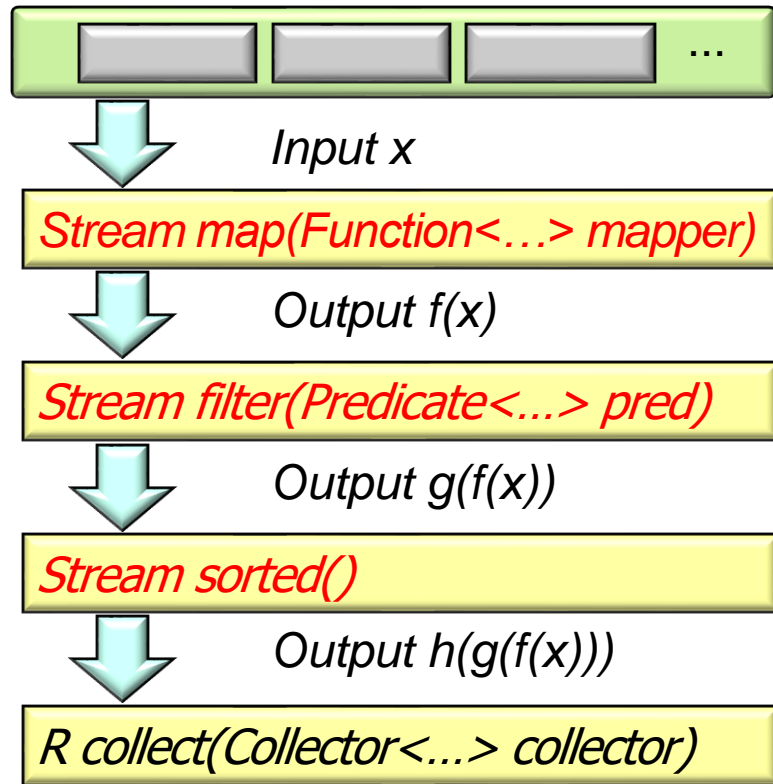 ...
Input x
Stream map(Function<…> mapper)
Output f(x)
Stream filter(Predicate<...> pred)
Output g(f(x))
Stream sorted()
Output h(g(f(x)))
R collect(Collector<...> collector)